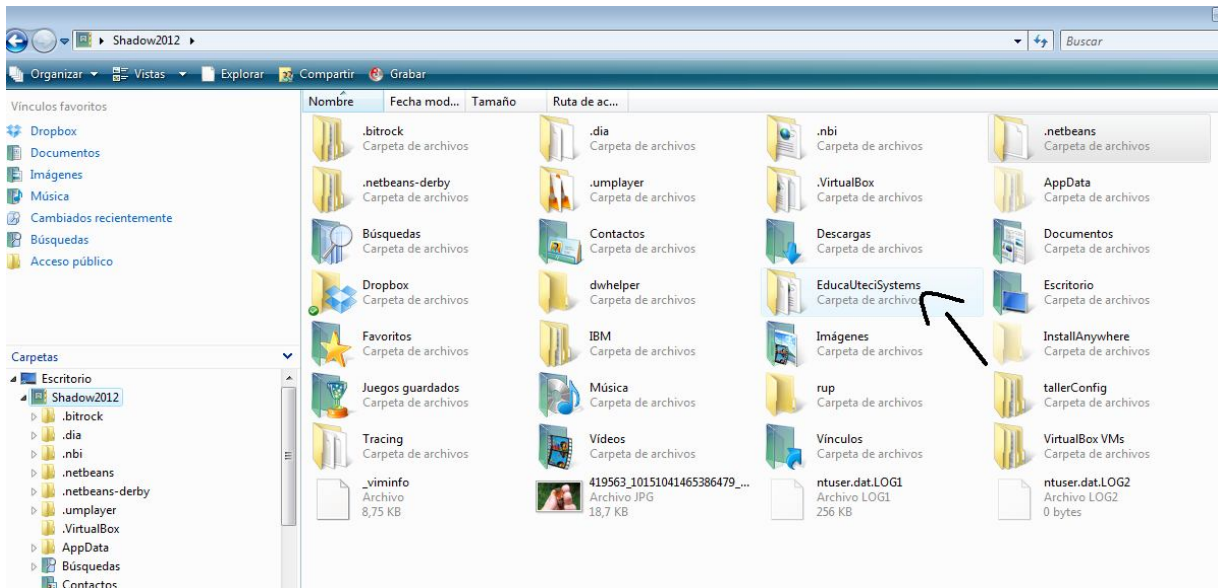 Shadow2012
Buscar
Organizar Vistas Explorar Compartir Grabar
Vínculos favoritos
Dropbox
Documentos
Imágenes
Música
Cambiados recientemente
Búsquedas
Acceso público
Carpetas
Escritorio
Shadow2012
.bitrock
.dia
.nbi
.netbeans
.netbeans-derby
.umplayer
.VirtualBox
AppData
Búsquedas
Contactos
Nombre Fecha mod... Tamaño Ruta de ac...
.bitrock
Carpeta de archivos
.dia
Carpeta de archivos
.nbi
Carpeta de archivos
.netbeans
Carpeta de archivos
.netbeans-derby
Carpeta de archivos
.umplayer
Carpeta de archivos
.VirtualBox
Carpeta de archivos
AppData
Carpeta de archivos
Búsquedas
Carpeta de archivos
Contactos
Carpeta de archivos
Descargas
Carpeta de archivos
Documentos
Carpeta de archivos
Dropbox
Carpeta de archivos
dwhelper
Carpeta de archivos
EducaUteciSystems
Carpeta de archivos
Escritorio
Carpeta de archivos
Favoritos
Carpeta de archivos
IBM
Carpeta de archivos
Imágenes
Carpeta de archivos
InstallAnywhere
Carpeta de archivos
Juegos guardados
Carpeta de archivos
Música
Carpeta de archivos
rup
Carpeta de archivos
tallerConfig
Carpeta de archivos
Tracing
Carpeta de archivos
Vídeos
Carpeta de archivos
Vínculos
Carpeta de archivos
VirtualBox VMs
Carpeta de archivos
_viminfo
Archivo
8,75 KB
419563_10151041465386479_...
Archivo JPG
18,7 KB
ntuser.dat.LOG1
Archivo LOG1
256 KB
ntuser.dat.LOG2
Archivo LOG2
0 bytes